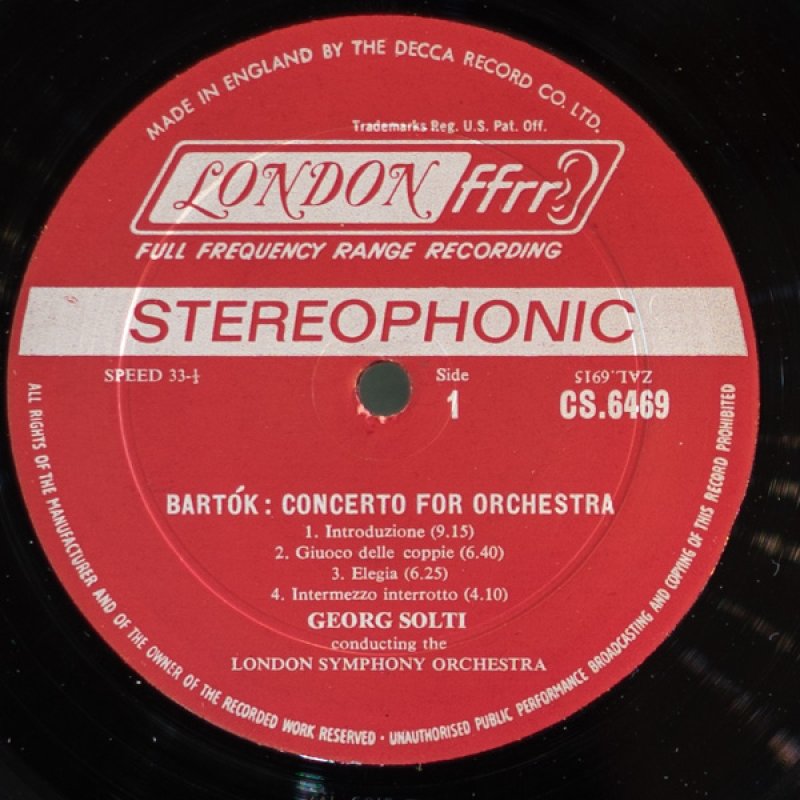 MADE IN ENGLAND BY THE DECCA RECORD CO. LTD.
Trademarks Reg. U.S. Pat. Off.
LONDON ffrr
FULL FREQUENCY RANGE RECORDING
STEREOPHONIC
SPEED 33-⅓
Side
1
ZAL.6915
CS.6469
BARTÓK: CONCERTO FOR ORCHESTRA
1. Introduzione (9.15)
2. Giuoco delle coppie (6.40)
3. Elegia (6.25)
4. Intermezzo interrotto (4.10)
GEORG SOLTI
conducting the
LONDON SYMPHONY ORCHESTRA
ALL RIGHTS OF THE MANUFACTURER AND OF THE OWNER OF THE RECORDED WORK RESERVED · UNAUTHORISED PUBLIC PERFORMANCE BROADCASTING AND COPYING OF THIS RECORD PROHIBITED